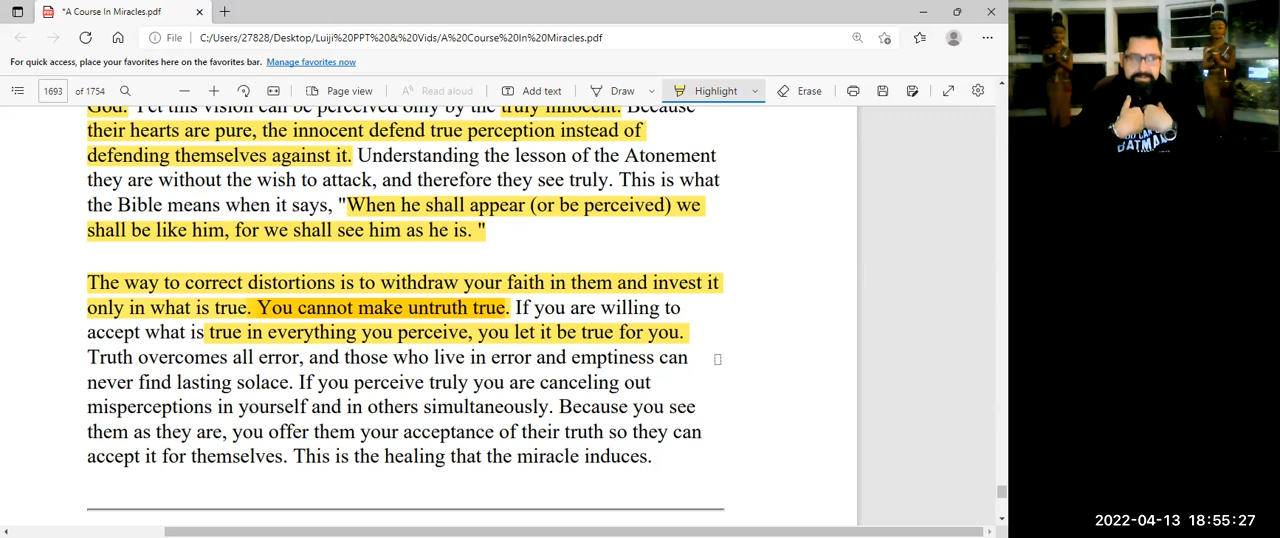 *A Course In Miracles.pdf
File
C:/Users/27828/Desktop/Luiji%20PPT%20&%20Vids/A%20Course%20In%20Miracles.pdf
For quick access, place your favorites here on the favorites bar. Manage favorites now
1693 of 1754
Page view
Read aloud
Add text
Draw
Highlight
Erase
God. Yet this vision can be perceived only by the truly innocent. Because
their hearts are pure, the innocent defend true perception instead of
defending themselves against it. Understanding the lesson of the Atonement
they are without the wish to attack, and therefore they see truly. This is what
the Bible means when it says, "When he shall appear (or be perceived) we
shall be like him, for we shall see him as he is. "
The way to correct distortions is to withdraw your faith in them and invest it
only in what is true. You cannot make untruth true. If you are willing to
accept what is true in everything you perceive, you let it be true for you.
Truth overcomes all error, and those who live in error and emptiness can
never find lasting solace. If you perceive truly you are canceling out
misperceptions in yourself and in others simultaneously. Because you see
them as they are, you offer them your acceptance of their truth so they can
accept it for themselves. This is the healing that the miracle induces.
BATMAN
2022-04-13 18:55:27